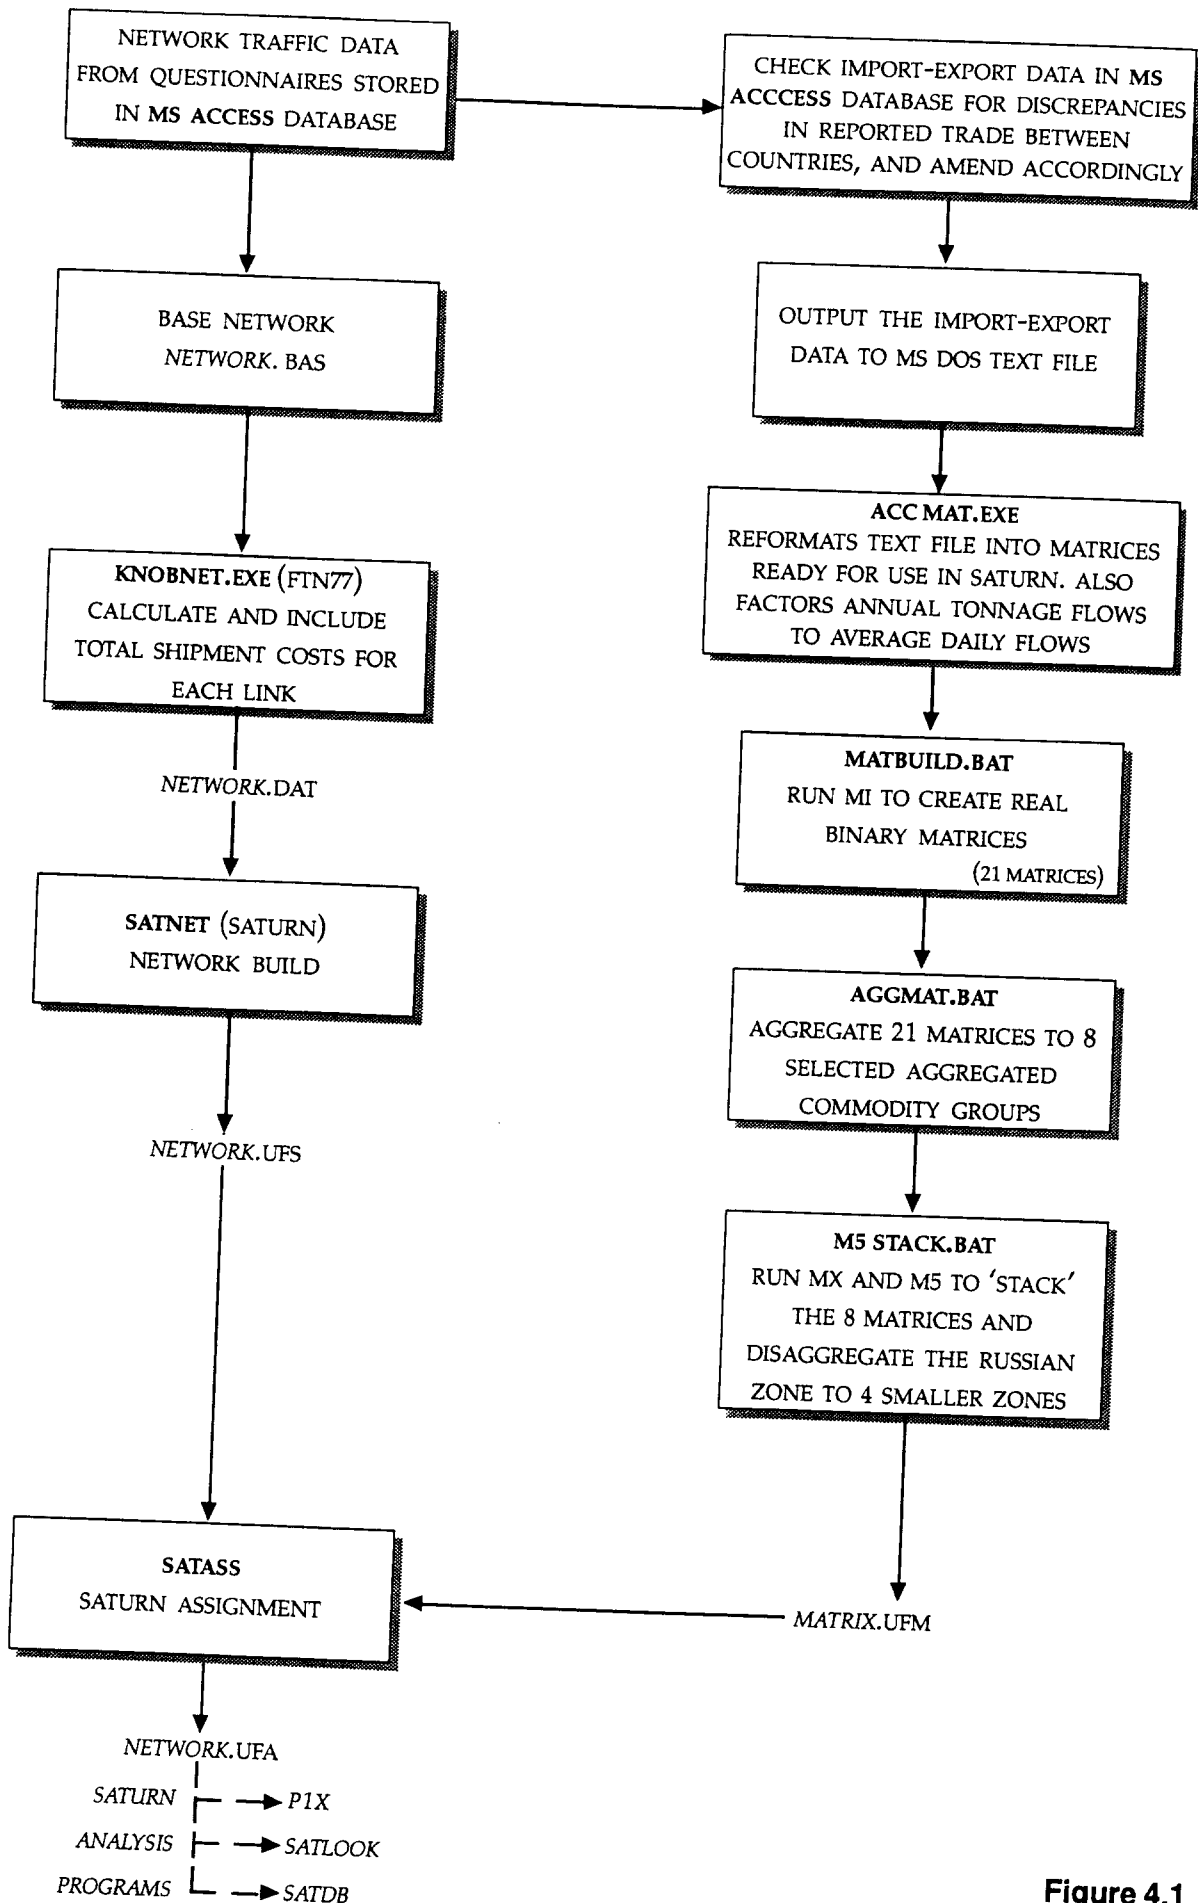 NETWORK TRAFFIC DATA
FROM QUESTIONNAIRES STORED
IN MS ACCESS DATABASE
CHECK IMPORT-EXPORT DATA IN MS
ACCCESS DATABASE FOR DISCREPANCIES
IN REPORTED TRADE BETWEEN
COUNTRIES, AND AMEND ACCORDINGLY
BASE NETWORK
NETWORK. BAS
OUTPUT THE IMPORT-EXPORT
DATA TO MS DOS TEXT FILE
KNOBNET.EXE (FTN77)
CALCULATE AND INCLUDE
TOTAL SHIPMENT COSTS FOR
EACH LINK
ACC MAT.EXE
REFORMATS TEXT FILE INTO MATRICES
READY FOR USE IN SATURN. ALSO
FACTORS ANNUAL TONNAGE FLOWS
TO AVERAGE DAILY FLOWS
NETWORK.DAT
MATBUILD.BAT
RUN MI TO CREATE REAL
BINARY MATRICES
(21 MATRICES)
SATNET (SATURN)
NETWORK BUILD
AGGMAT.BAT
AGGREGATE 21 MATRICES TO 8
SELECTED AGGREGATED
COMMODITY GROUPS
NETWORK.UFS
M5 STACK.BAT
RUN MX AND M5 TO 'STACK'
THE 8 MATRICES AND
DISAGGREGATE THE RUSSIAN
ZONE TO 4 SMALLER ZONES
SATASS
SATURN ASSIGNMENT
MATRIX.UFM
NETWORK.UFA
SATURN P1X
ANALYSIS SATLOOK
PROGRAMS SATDB
Figure 4.1